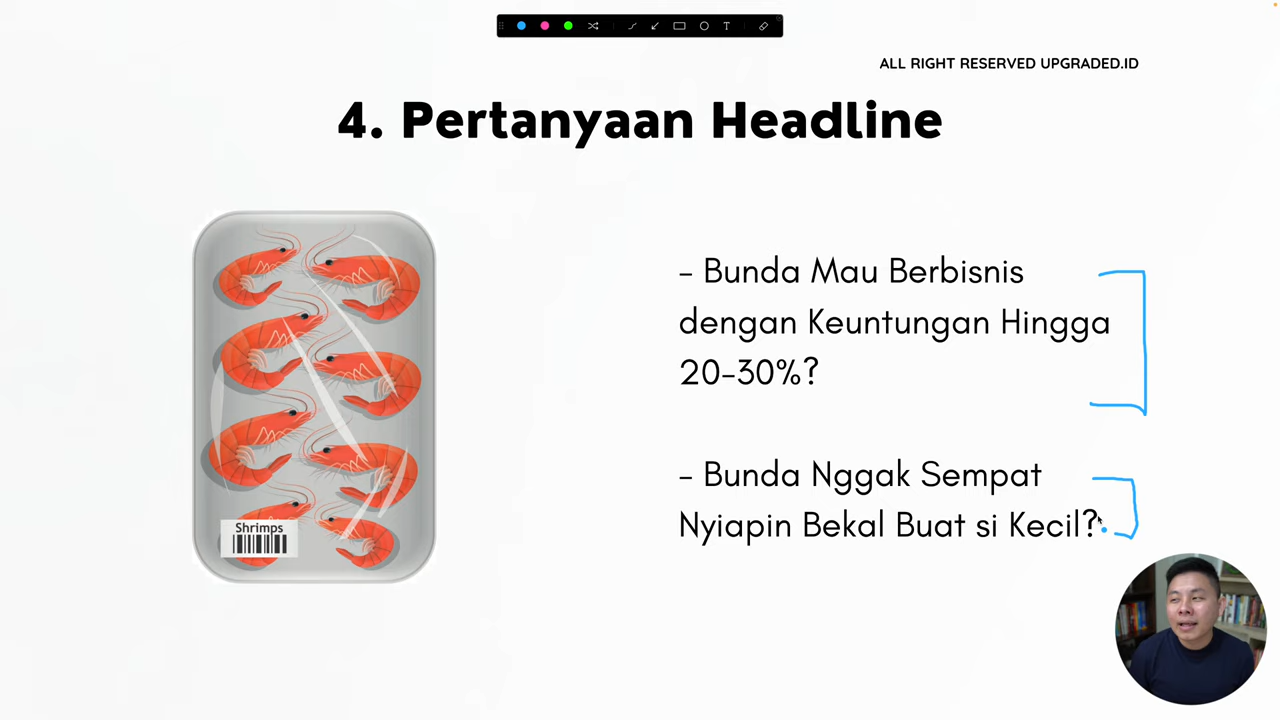 ALL RIGHT RESERVED UPGRADED.ID
4. Pertanyaan Headline
- Bunda Mau Berbisnis
dengan Keuntungan Hingga
20-30%?
- Bunda Nggak Sempat
Nyiapin Bekal Buat si Kecil?
Shrimps